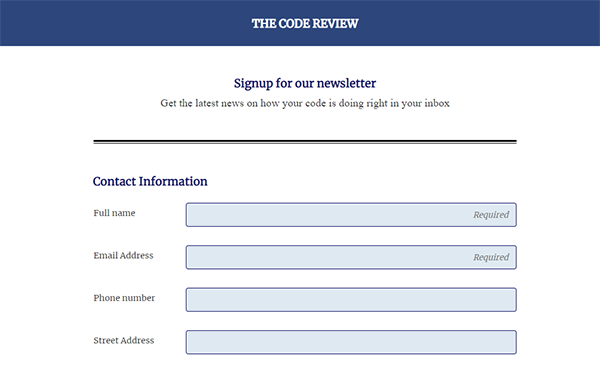 THE CODE REVIEW
Signup for our newsletter
Get the latest news on how your code is doing right in your inbox
Contact Information
Full name
Required
Email Address
Required
Phone number
Street Address